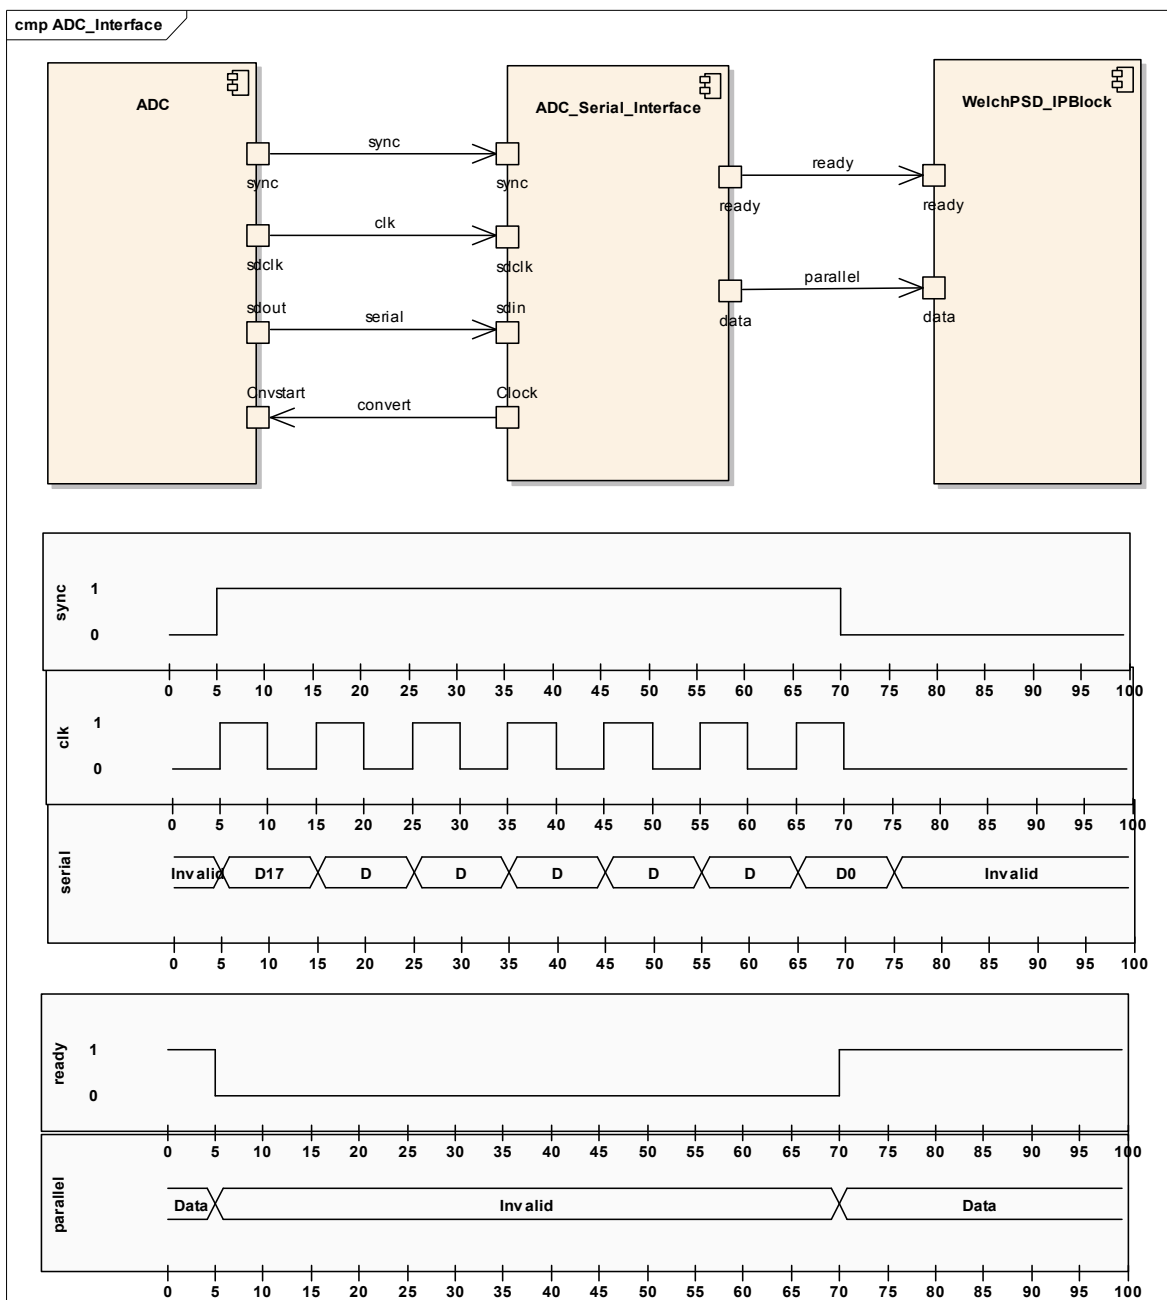 cmp ADC_Interface
ADC
ADC_Serial_Interface
WelchPSD_IPBlock
sync
sync
sync
ready
ready
ready
clk
sdclk
sdclk
parallel
data
data
sdout
serial
sdin
Cnvstart
convert
Clock
sync
1
0
0 5 10 15 20 25 30 35 40 45 50 55 60 65 70 75 80 85 90 95 100
clk
1
0
0 5 10 15 20 25 30 35 40 45 50 55 60 65 70 75 80 85 90 95 100
serial
Invalid D17 D D D D D D0 Invalid
0 5 10 15 20 25 30 35 40 45 50 55 60 65 70 75 80 85 90 95 100
ready
1
0
0 5 10 15 20 25 30 35 40 45 50 55 60 65 70 75 80 85 90 95 100
parallel
Data Invalid Data
0 5 10 15 20 25 30 35 40 45 50 55 60 65 70 75 80 85 90 95 100